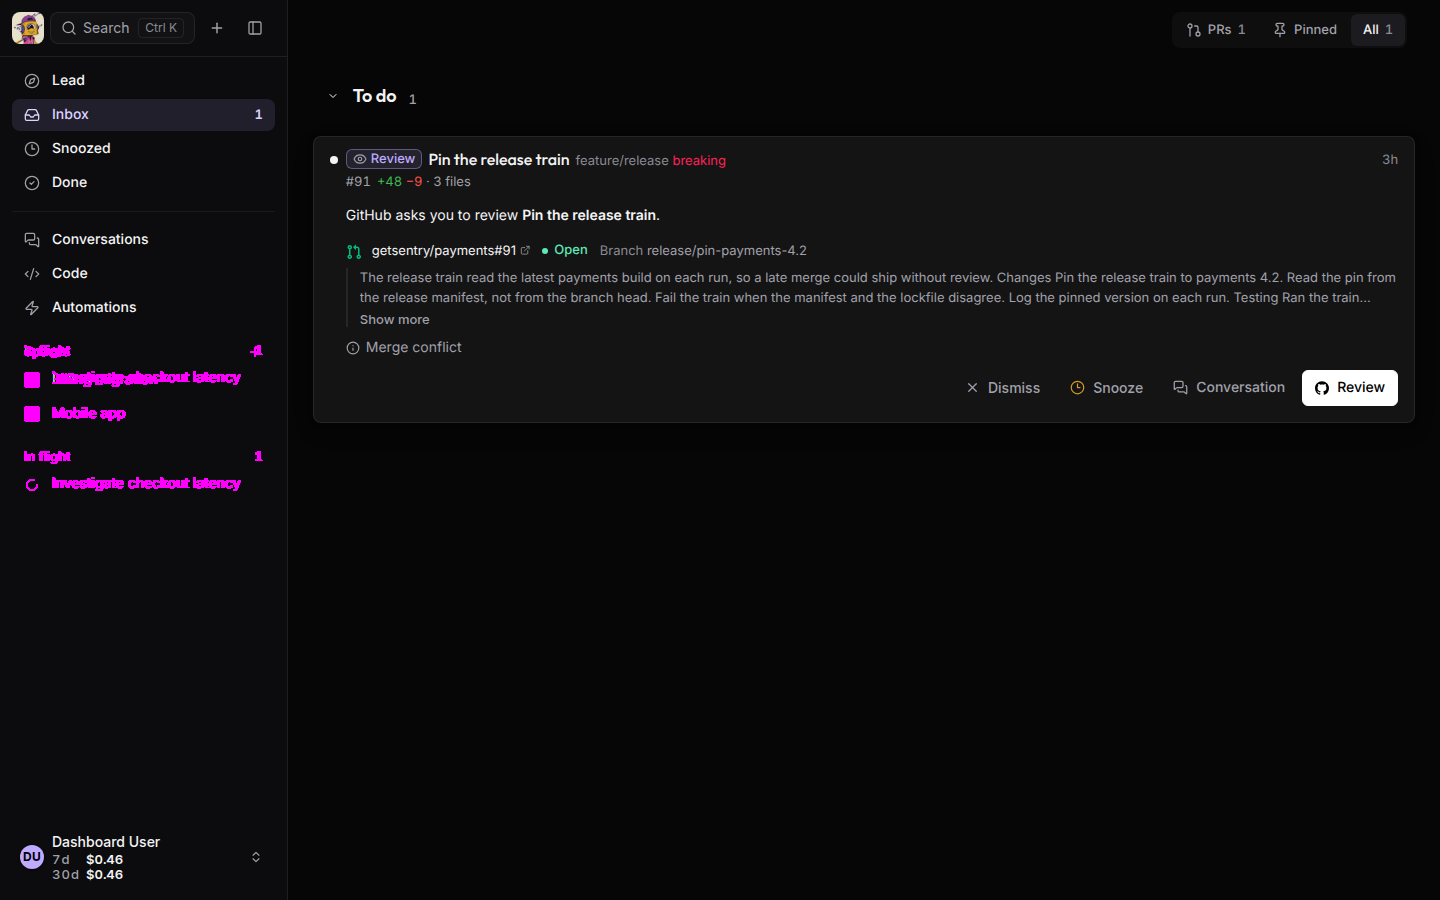 Search Ctrl K
PRs 1 Pinned All 1
Lead
Inbox 1
Snoozed
Done
Conversations
Code
Automations
checkout latency
Mobile app
In flight 1
Investigate checkout latency
Dashboard User
7d $0.46
30d $0.46
DU
To do 1
Review Pin the release train feature/release breaking 3h
#91 +48 −9 · 3 files
GitHub asks you to review Pin the release train.
getsentry/payments#91 Open Branch release/pin-payments-4.2
The release train read the latest payments build on each run, so a late merge could ship without review. Changes Pin the release train to payments 4.2. Read the pin from
the release manifest, not from the branch head. Fail the train when the manifest and the lockfile disagree. Log the pinned version on each run. Testing Ran the train...
Show more
Merge conflict
Dismiss Snooze Conversation Review